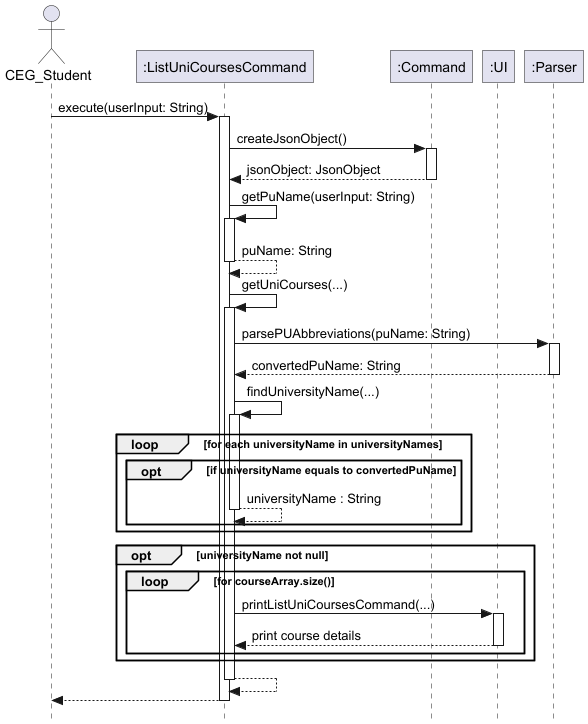 CEG_Student
:ListUniCoursesCommand
:Command
:UI
:Parser
execute(userInput: String)
createJsonObject()
jsonObject: JsonObject
getPuName(userInput: String)
puName: String
getUniCourses(...)
parsePUAbbreviations(puName: String)
convertedPuName: String
findUniversityName(...)
loop [for each universityName in universityNames]
opt [if universityName equals to convertedPuName]
universityName : String
opt [universityName not null]
loop [for courseArray.size()]
printListUniCoursesCommand(...)
print course details